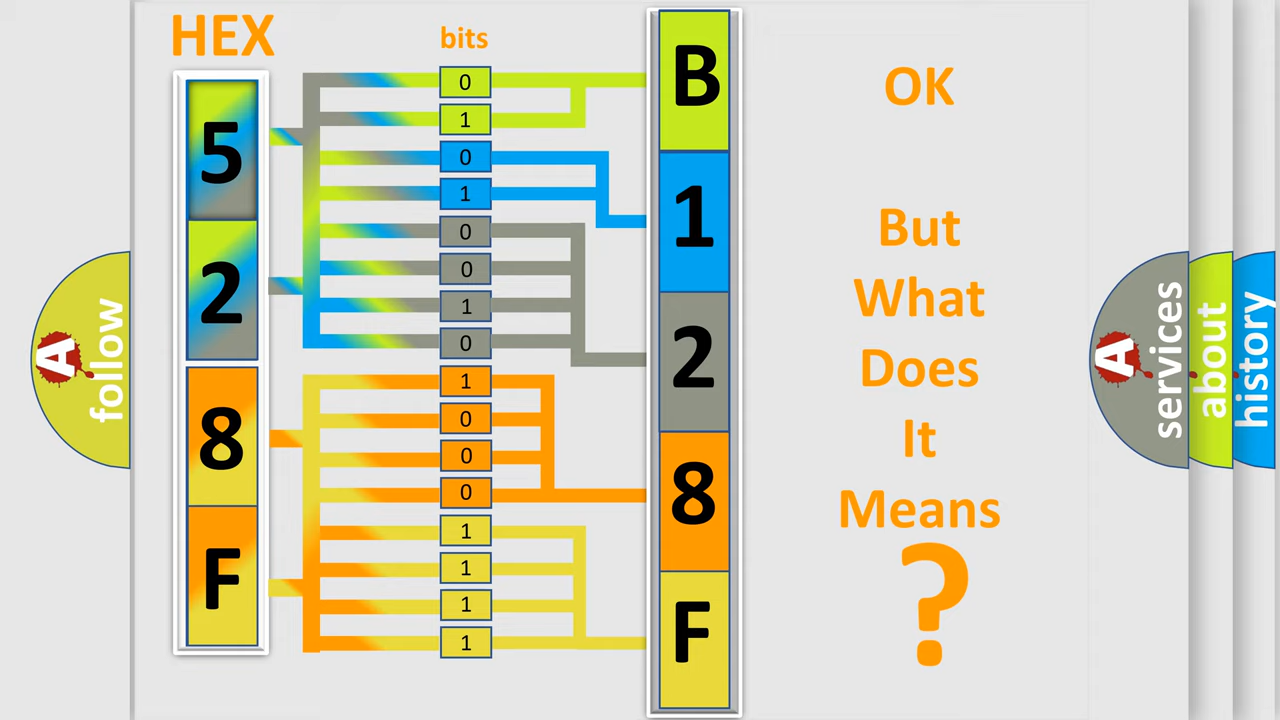 HEX
bits
5
2
8
F
0
1
0
1
0
0
1
0
1
0
0
0
1
1
1
1
B
1
2
8
F
OK
But
What
Does
It
Means
?
A
follow
A
services
about
history